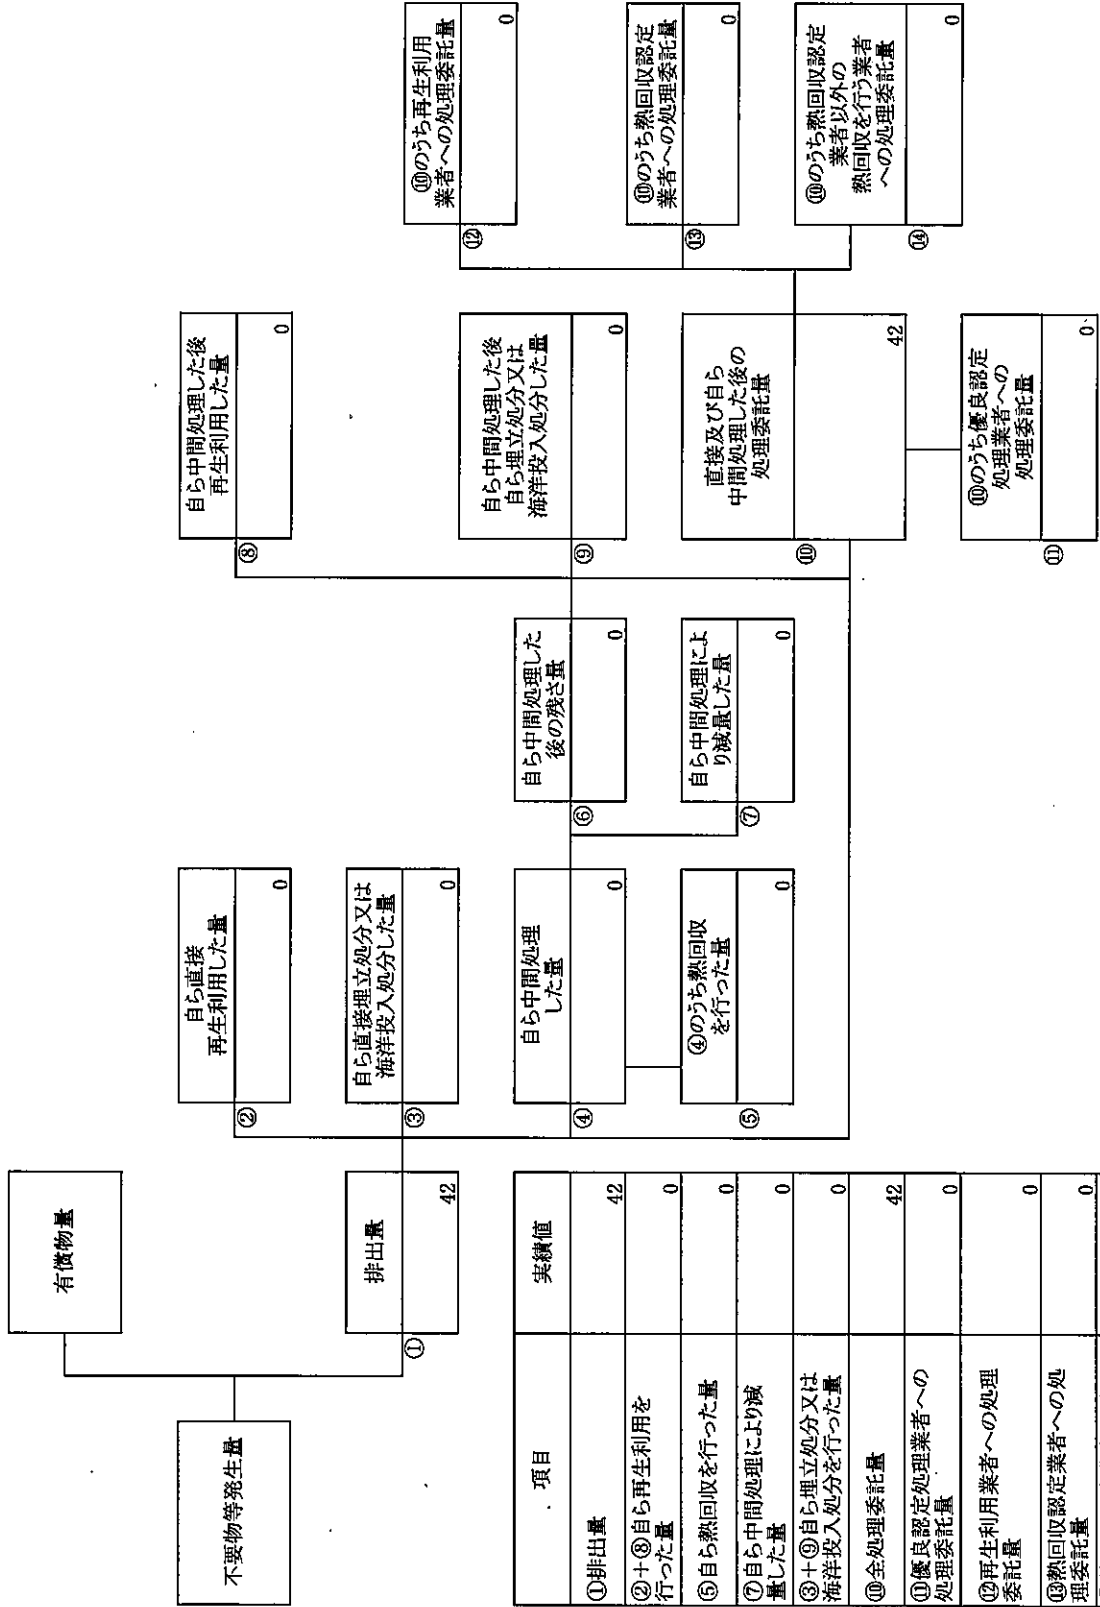 不要物等発生量
有償物量
排出量
①
42
自ら直接
再生利用した量
②
0
自ら直接埋立処分又は
海洋投入処分した量
③
0
自ら中間処理
した量
④
0
④のうち熱回収
を行った量
⑤
0
自ら中間処理した
後の残さ量
⑥
0
自ら中間処理によ
り減量した量
⑦
0
自ら中間処理した後
再生利用した量
⑧
0
自ら中間処理した後
自ら埋立処分又は
海洋投入処分した量
⑨
0
直接及び自ら
中間処理した後の
処理委託量
⑩
42
⑩のうち優良認定
処理業者への
処理委託量
⑪
0
⑩のうち再生利用
業者への処理委託量
⑫
0
⑩のうち熱回収認定
業者への処理委託量
⑬
0
⑩のうち熱回収認定
業者以外の
熱回収を行う業者
への処理委託量
⑭
0
項目 実績値
①排出量 42
②+⑧自ら再生利用を
行った量 0
⑤自ら熱回収を行った量 0
⑦自ら中間処理により減
量した量 0
③+⑨自ら埋立処分又は
海洋投入処分を行った量 0
⑩全処理委託量 42
⑪優良認定処理業者への
処理委託量 0
⑫再生利用業者への処理
委託量 0
⑬熱回収認定業者への処
理委託量 0